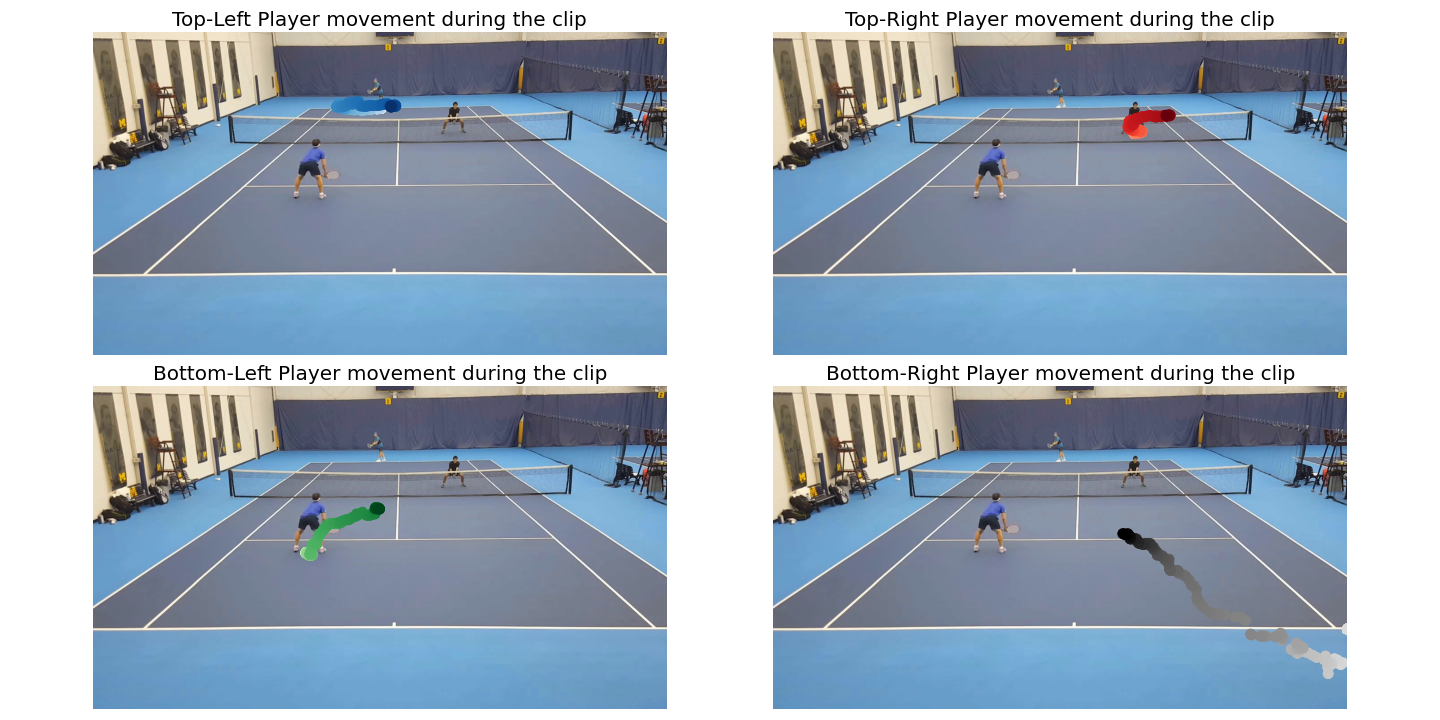 Top-Left Player movement during the clip
Top-Right Player movement during the clip
Bottom-Left Player movement during the clip
Bottom-Right Player movement during the clip